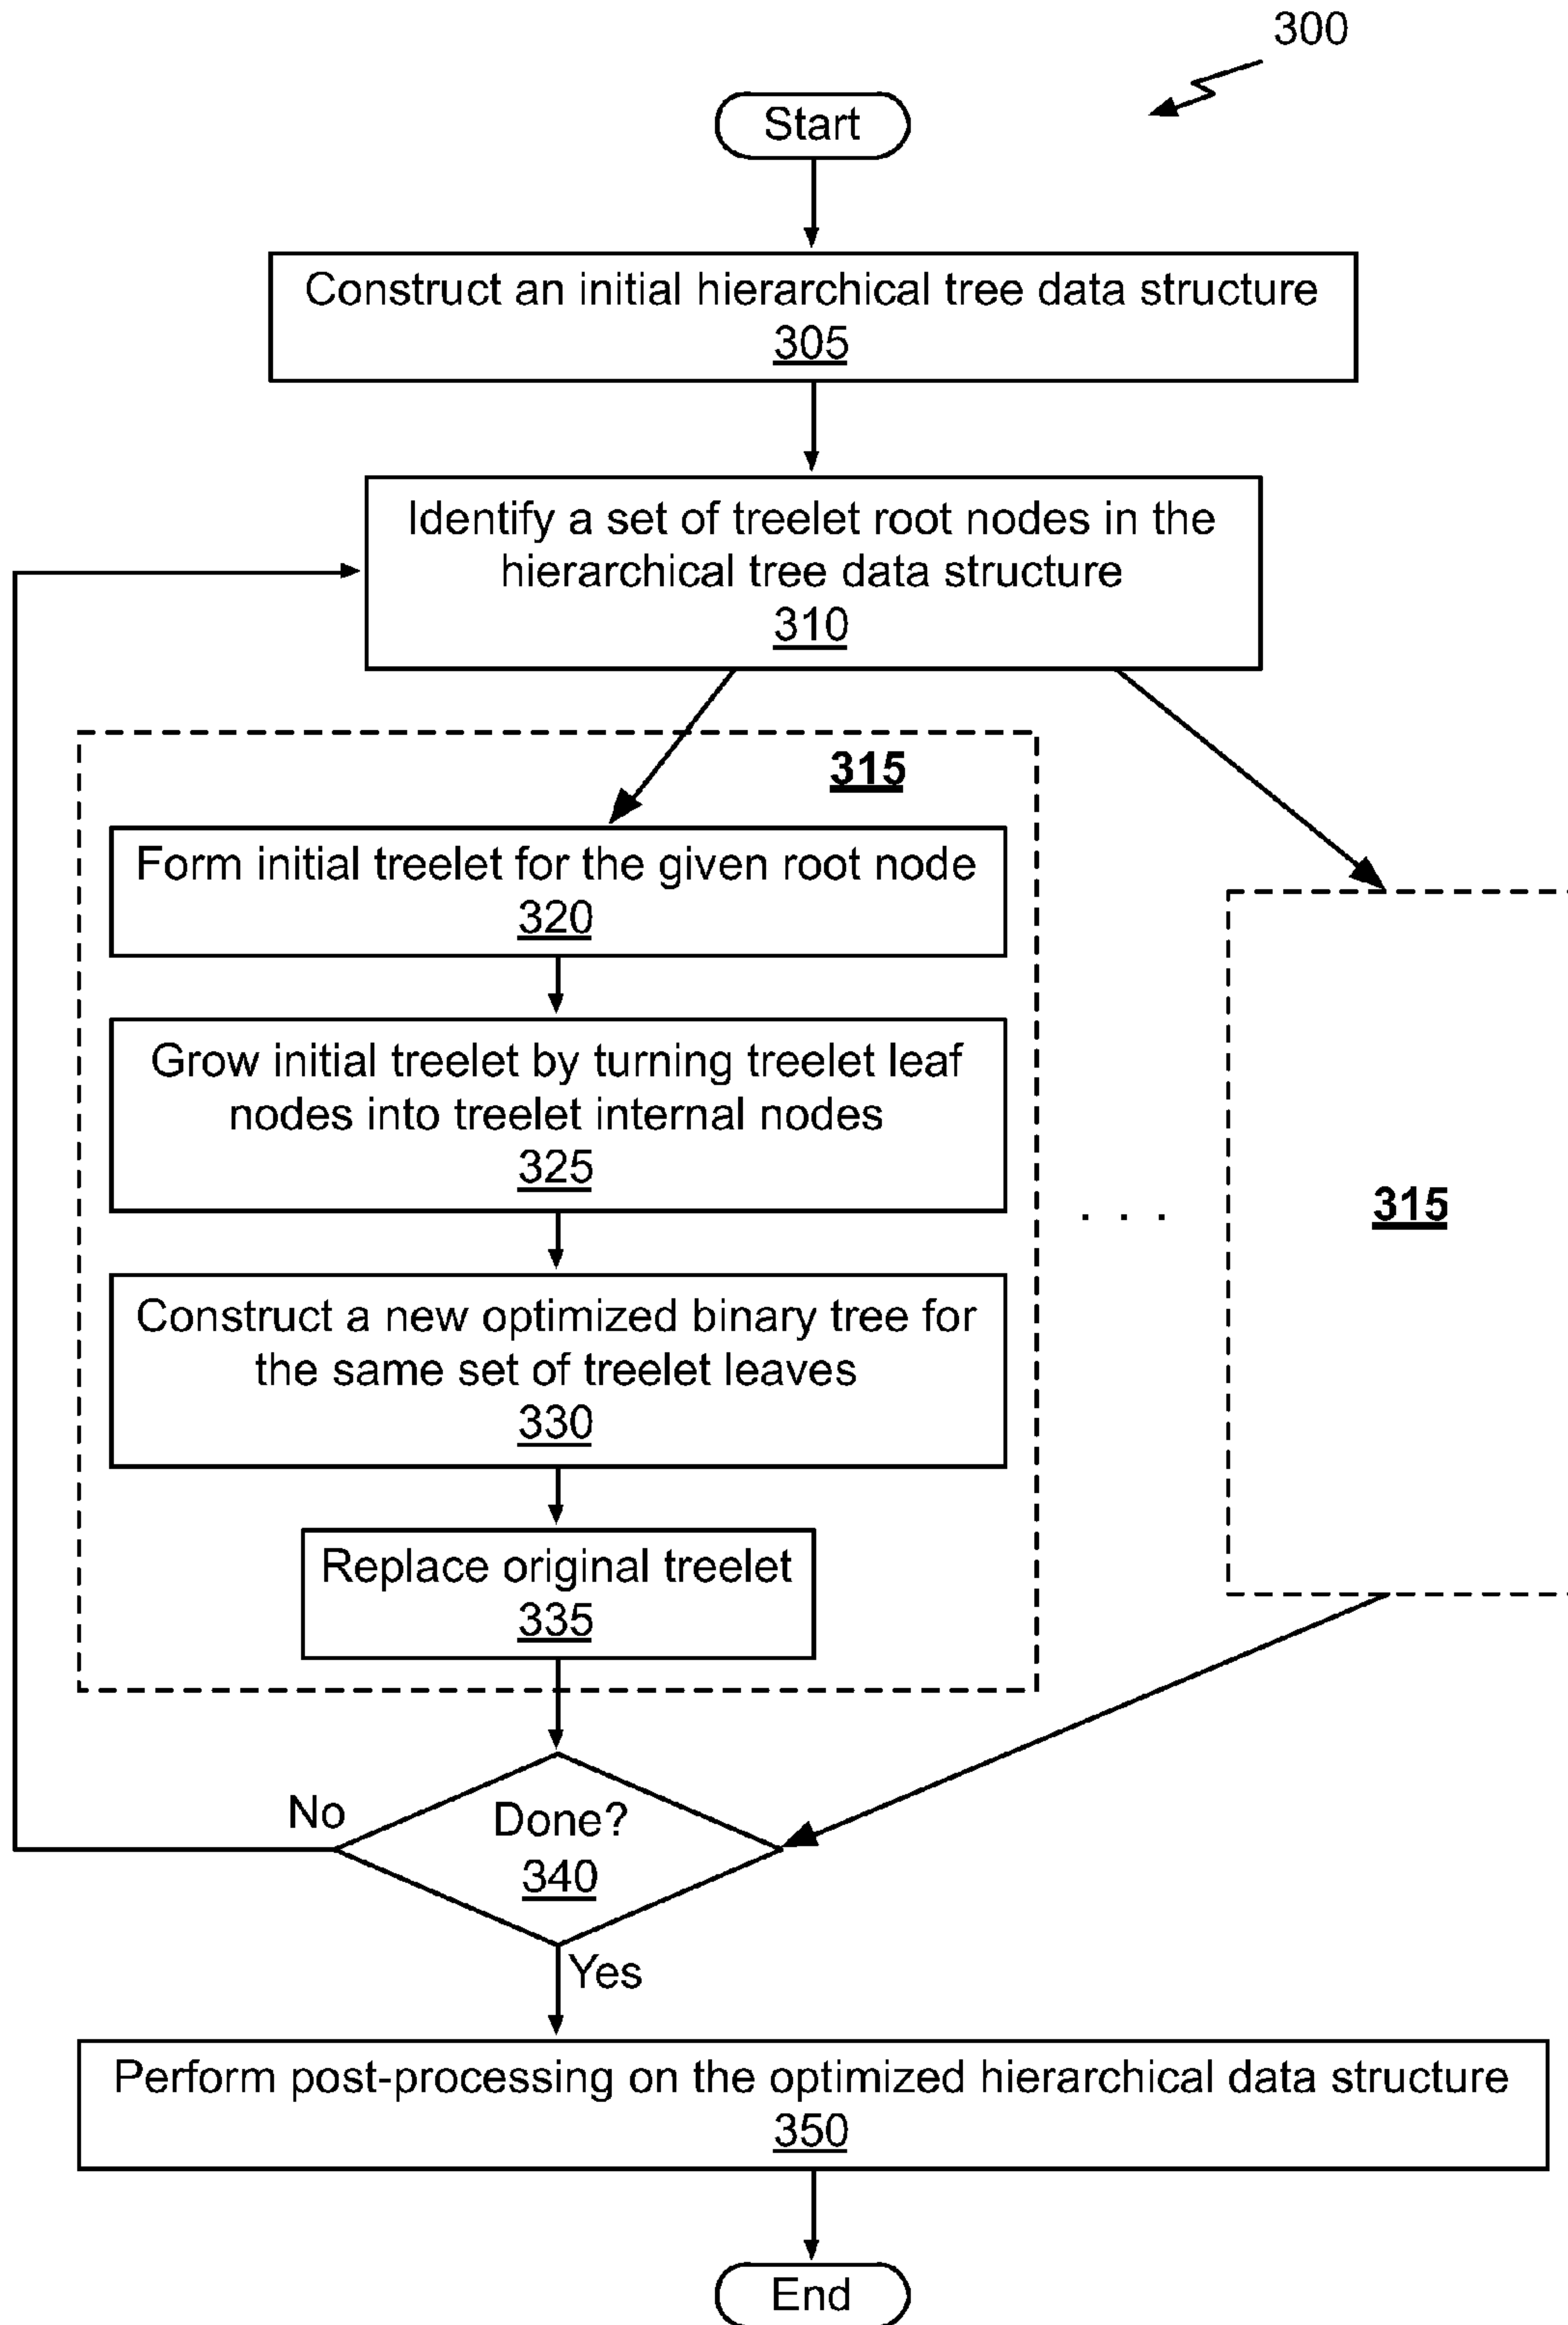 300
Start
Construct an initial hierarchical tree data structure
305
Identify a set of treelet root nodes in the
hierarchical tree data structure
310
315
Form initial treelet for the given root node
320
Grow initial treelet by turning treelet leaf
nodes into treelet internal nodes
325
. . .
315
Construct a new optimized binary tree for
the same set of treelet leaves
330
Replace original treelet
335
No
Done?
340
Yes
Perform post-processing on the optimized hierarchical data structure
350
End